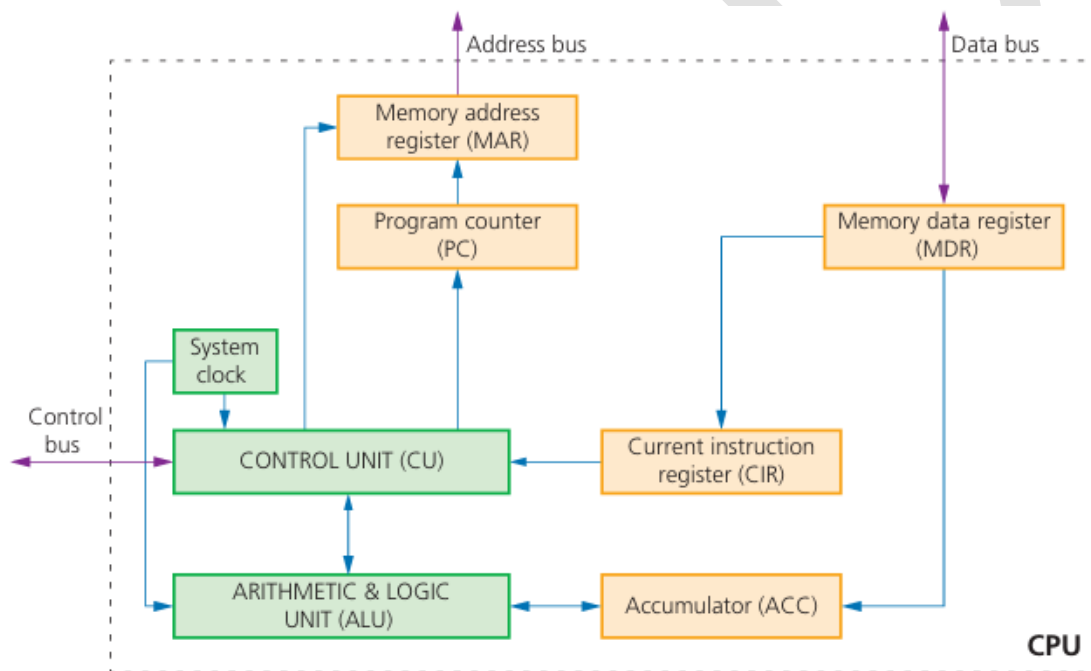 Address bus
Data bus
Memory address
register (MAR)
Program counter
(PC)
Memory data register
(MDR)
System
clock
Control
bus
CONTROL UNIT (CU)
Current instruction
register (CIR)
ARITHMETIC & LOGIC
UNIT (ALU)
Accumulator (ACC)
CPU